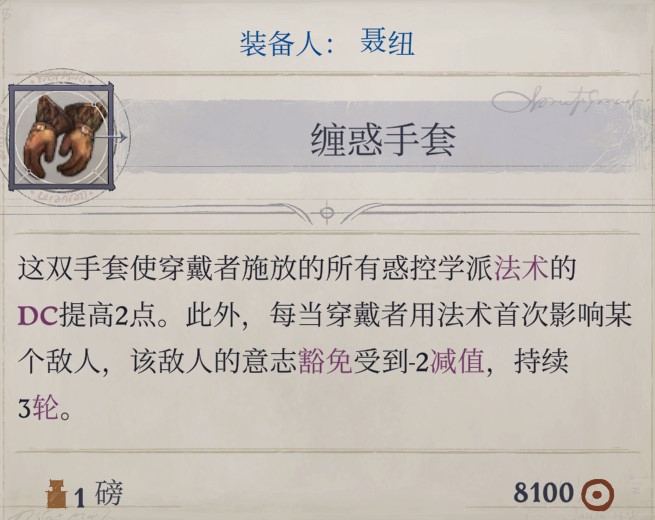 装备人： 聂纽
缠惑手套
这双手套使穿戴者施放的所有惑控学派法术的
DC提高2点。此外，每当穿戴者用法术首次影响某
个敌人，该敌人的意志豁免受到-2减值，持续
3轮。
1 磅
8100